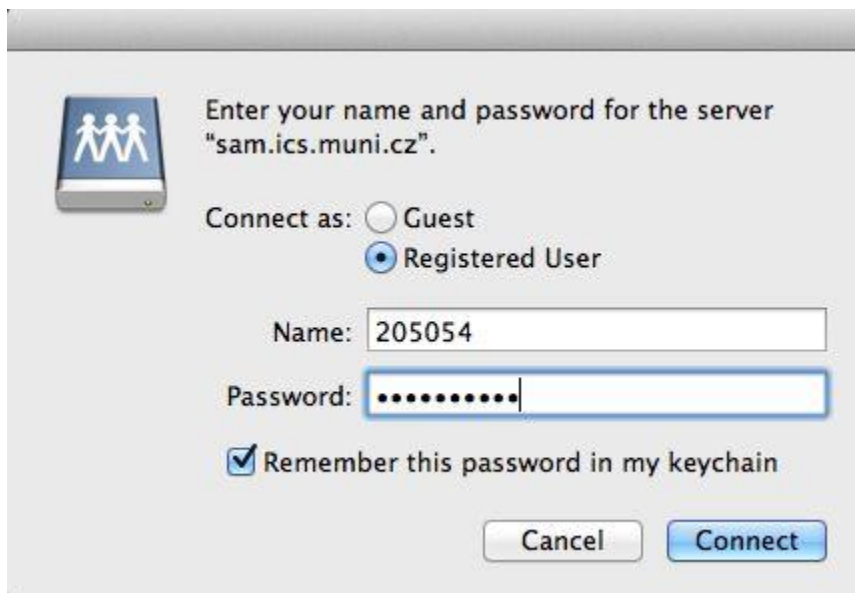 Enter your name and password for the server
“sam.ics.muni.cz”.
Connect as: Guest
Registered User
Name: 205054
Password: ••••••••••
Remember this password in my keychain
Cancel Connect